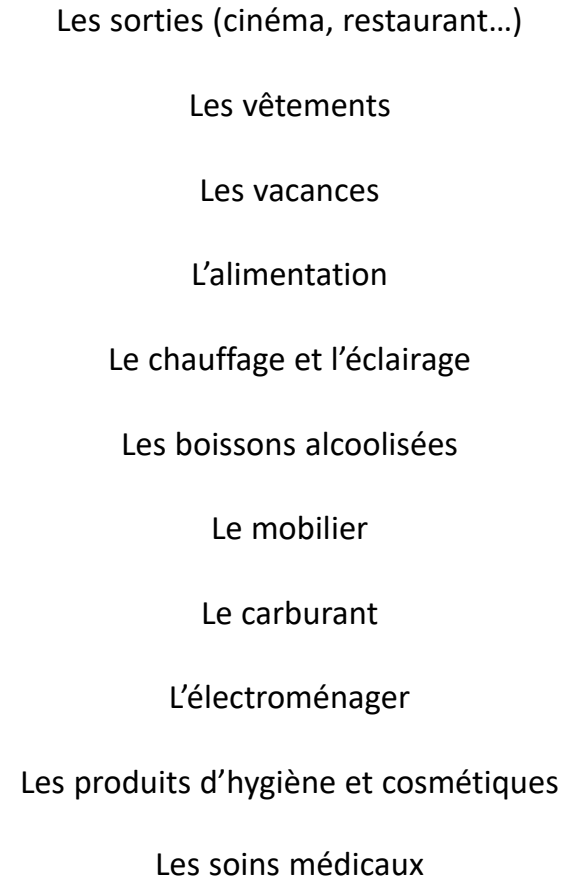 Les sorties (cinéma, restaurant…)
Les vêtements
Les vacances
L’alimentation
Le chauffage et l’éclairage
Les boissons alcoolisées
Le mobilier
Le carburant
L’électroménager
Les produits d’hygiène et cosmétiques
Les soins médicaux